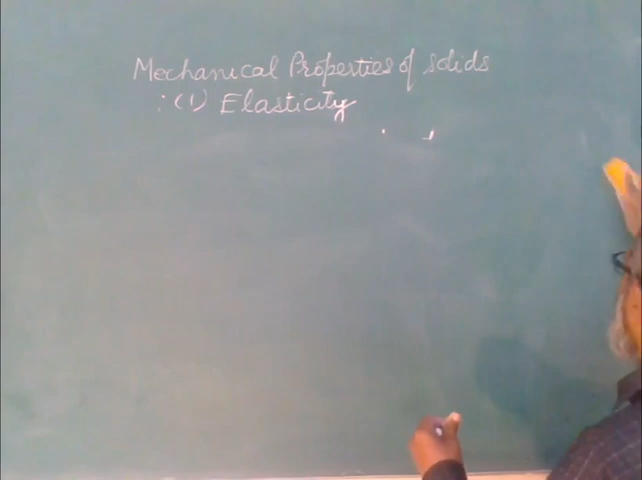 Mechanical Properties of solids
:(1) Elasticity